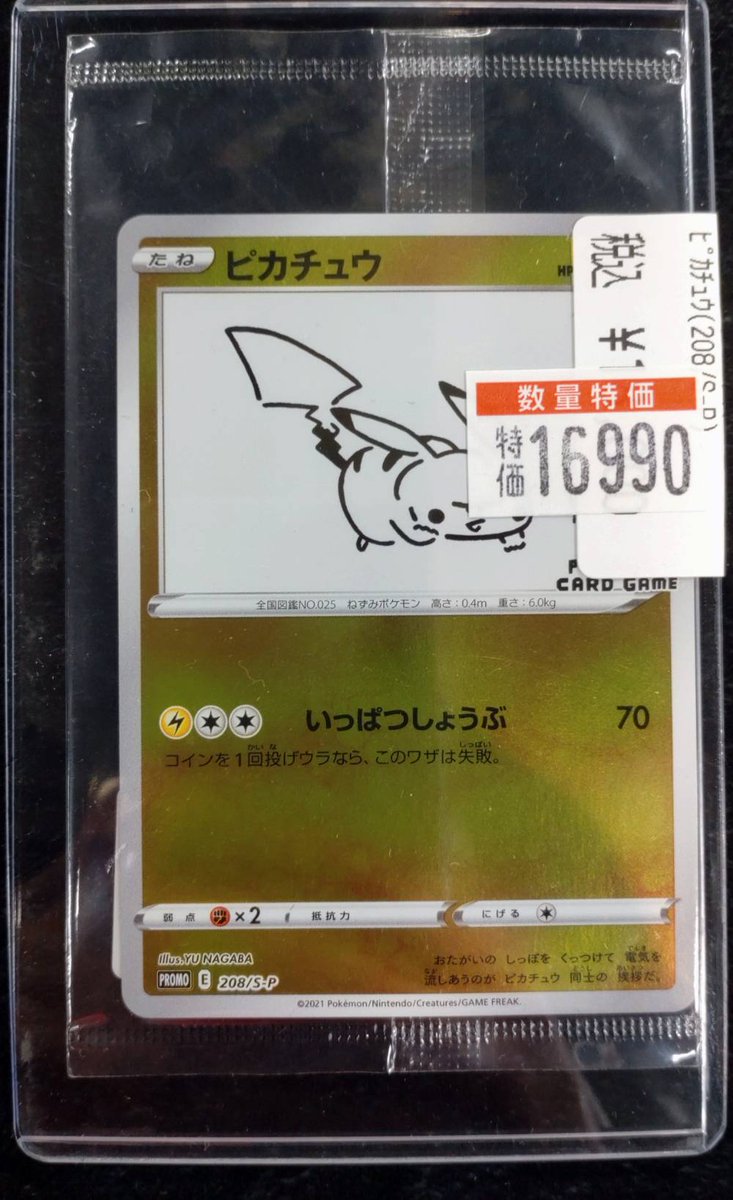 たね ピカチュウ HP
ピカチュウ(208/S-P)
税込 ¥1
数量特価
特価 16990
CARD GAME
全国図鑑NO.025 ねずみポケモン 高さ:0.4m 重さ:6.0kg
いっぱつしょうぶ 70
コインを1回投げウラなら、このワザは失敗。
弱点 ×2 抵抗力 にげる
Illus. YU NAGABA
PROMO E 208/S-P
おたがいの しっぽを くっつけて 電気を
流しあうのが ピカチュウ 同士の 挨拶だ。
©2021 Pokémon/Nintendo/Creatures/GAME FREAK.